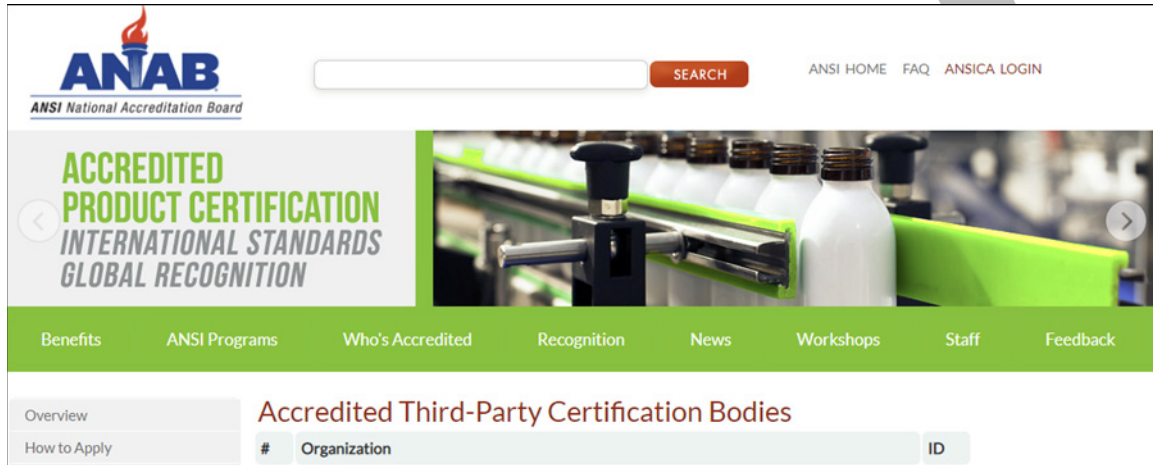 ANAB
ANSI National Accreditation Board
SEARCH
ANSI HOME FAQ ANSICA LOGIN
ACCREDITED
PRODUCT CERTIFICATION
INTERNATIONAL STANDARDS
GLOBAL RECOGNITION
Benefits ANSI Programs Who's Accredited Recognition News Workshops Staff Feedback
Overview
How to Apply
Accredited Third-Party Certification Bodies
# Organization ID